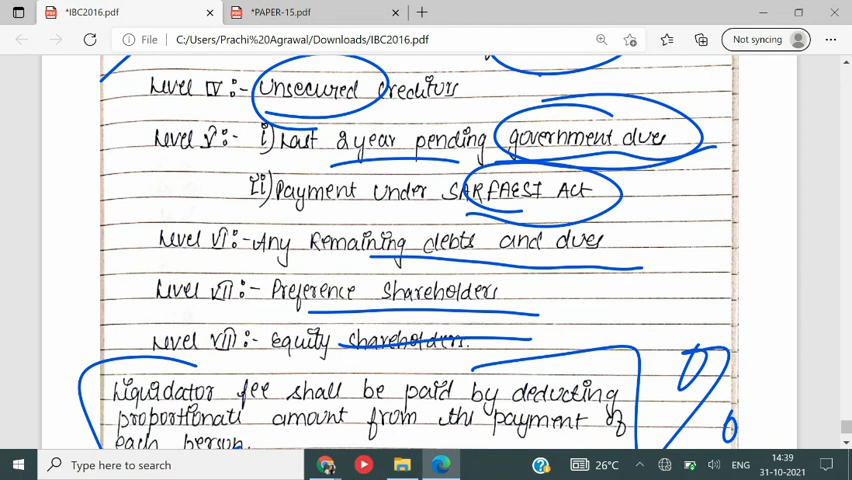 *IBC2016.pdf
*PAPER-15.pdf
File
C:/Users/Prachi%20Agrawal/Downloads/IBC2016.pdf
Not syncing
Level IV :- Unsecured Creditors
Level V :- i) Last 2 year pending government dues
ii) Payment under SARFAESI Act
Level VI :- Any Remaining debts and dues
Level VII :- Preference Shareholders
Level VII :- Equity Shareholders.
Liquidator fee shall be paid by deducting
proportionate amount from the payment of
each person.
Type here to search
26°C
ENG
14:39
31-10-2021